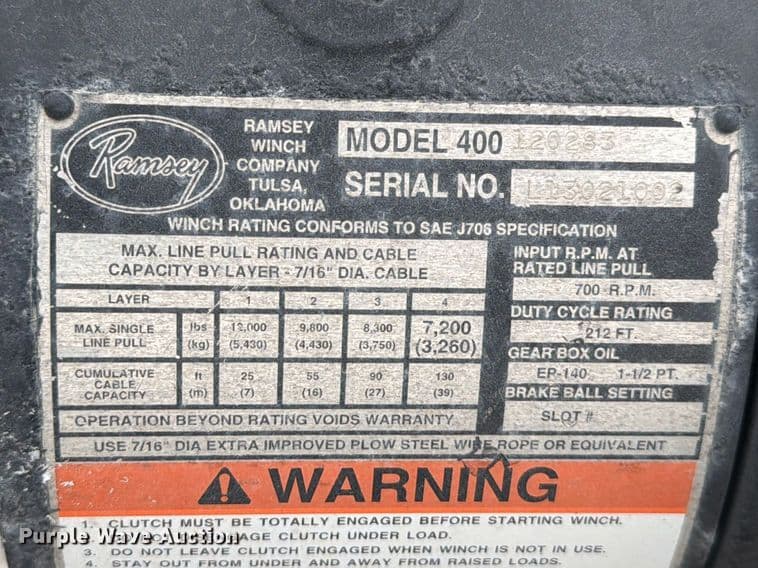 Ramsey
RAMSEY
WINCH
COMPANY
TULSA,
OKLAHOMA
MODEL 400
SERIAL NO.
WINCH RATING CONFORMS TO SAE J706 SPECIFICATION
MAX. LINE PULL RATING AND CABLE
CAPACITY BY LAYER - 7/16" DIA. CABLE
LAYER 1 2 3 4
MAX. SINGLE LINE PULL lbs 12,000 9,800 8,300 7,200
(kg) (5,430) (4,430) (3,750) (3,260)
CUMULATIVE CABLE CAPACITY ft 25 55 90 130
(m) (7) (16) (27) (39)
OPERATION BEYOND RATING VOIDS WARRANTY
INPUT R.P.M. AT
RATED LINE PULL
700 R.P.M.
DUTY CYCLE RATING
212 FT.
GEAR BOX OIL
EP-140 1-1/2 PT.
BRAKE BALL SETTING
SLOT #
USE 7/16" DIA EXTRA IMPROVED PLOW STEEL WIRE ROPE OR EQUIVALENT
WARNING
1. CLUTCH MUST BE TOTALLY ENGAGED BEFORE STARTING WINCH.
CLUTCH UNDER LOAD.
3. DO NOT LEAVE CLUTCH ENGAGED WHEN WINCH IS NOT IN USE.
4. STAY OUT FROM UNDER AND AWAY FROM RAISED LOADS.
Purple Wave Auction